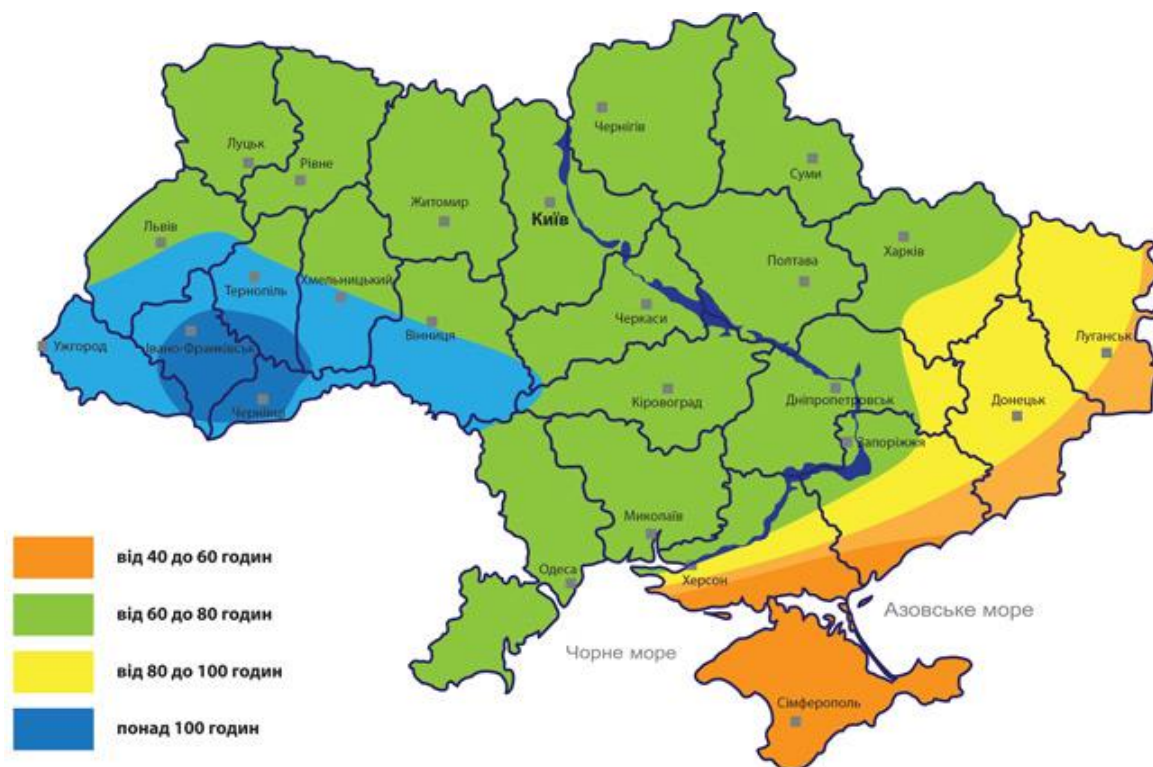 Чернігів
Луцьк
Рівне
Суми
Житомир
Київ
Львів
Харків
Полтава
Тернопіль
Хмельницький
Черкаси
Вінниця
Ужгород
Івано-Франківськ
Луганськ
Чернівці
Кіровоград
Дніпропетровськ
Донецьк
Запоріжжя
Миколаїв
Одеса
Херсон
від 40 до 60 годин
Азовське море
від 60 до 80 годин
Чорне море
від 80 до 100 годин
Сімферополь
понад 100 годин